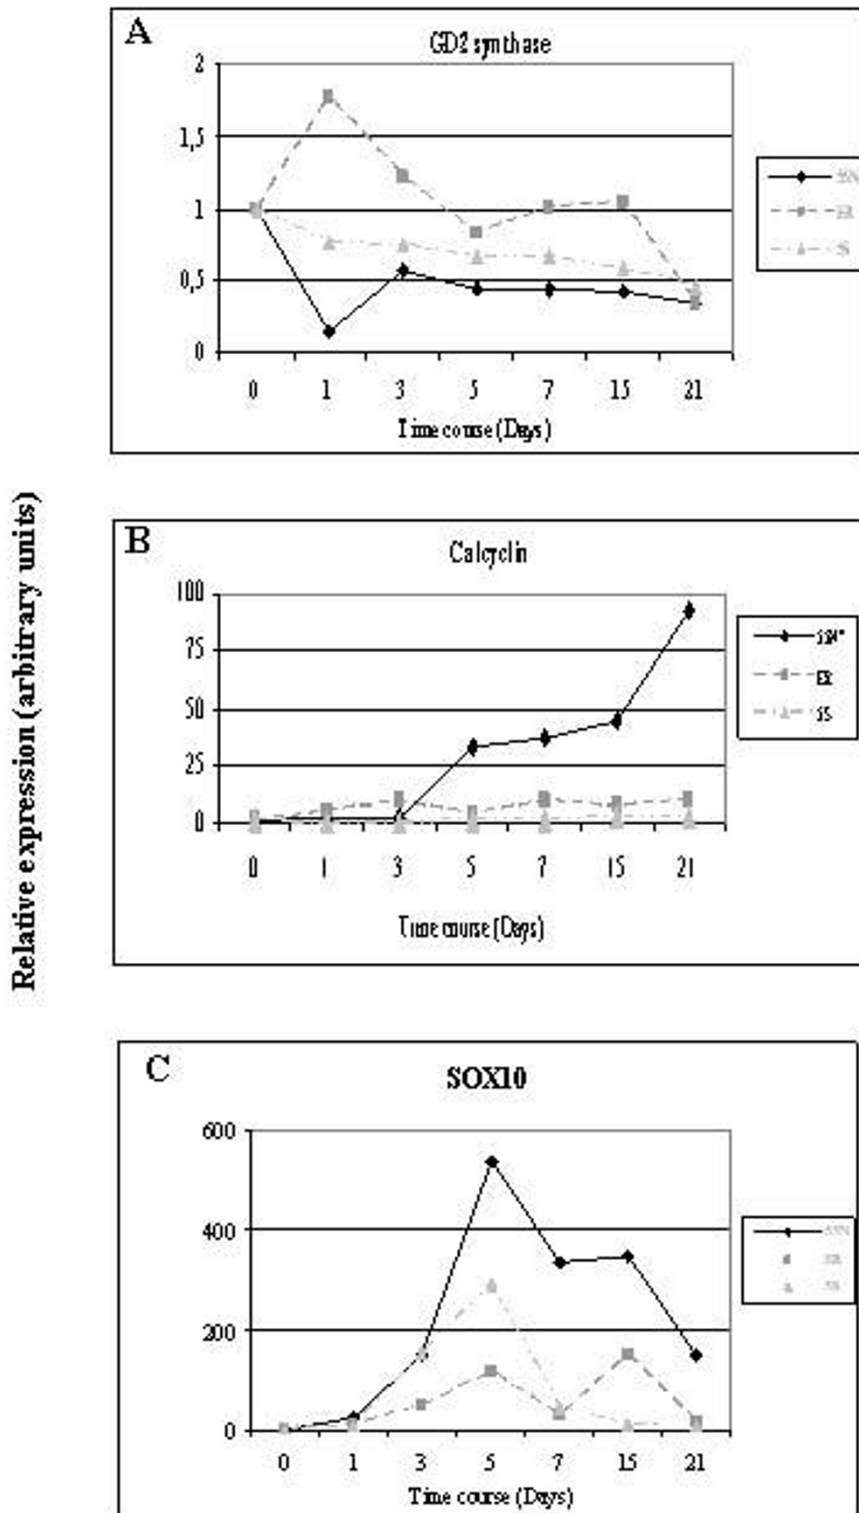 Relative expression (arbitrary units)
A
GD2 synthase
2
1,5
1
0,5
0
0 1 3 5 7 15 21
Time course (Days)
B
Calcyclin
100
75
50
25
0
0 1 3 5 7 15 21
Time course (Days)
ER
SS
C
SOX10
600
400
200
0
0 1 3 5 7 15 21
Time course (Days)